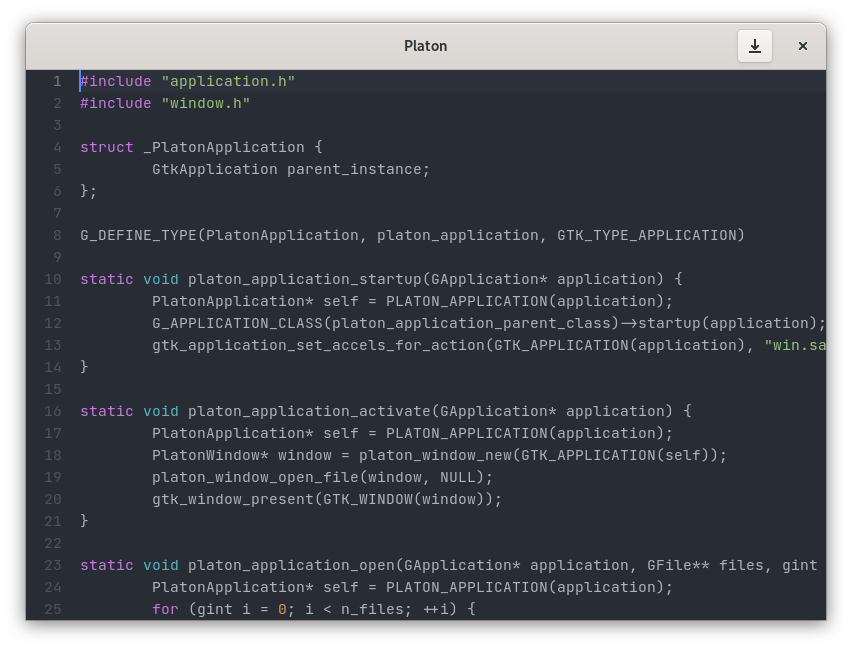 Platon
1 #include "application.h"
2 #include "window.h"
3
4 struct _PlatonApplication {
5         GtkApplication parent_instance;
6 };
7
8 G_DEFINE_TYPE(PlatonApplication, platon_application, GTK_TYPE_APPLICATION)
9
10 static void platon_application_startup(GApplication* application) {
11         PlatonApplication* self = PLATON_APPLICATION(application);
12         G_APPLICATION_CLASS(platon_application_parent_class)->startup(application);
13         gtk_application_set_accels_for_action(GTK_APPLICATION(application), "win.sa
14 }
15
16 static void platon_application_activate(GApplication* application) {
17         PlatonApplication* self = PLATON_APPLICATION(application);
18         PlatonWindow* window = platon_window_new(GTK_APPLICATION(self));
19         platon_window_open_file(window, NULL);
20         gtk_window_present(GTK_WINDOW(window));
21 }
22
23 static void platon_application_open(GApplication* application, GFile** files, gint
24         PlatonApplication* self = PLATON_APPLICATION(application);
25         for (gint i = 0; i < n_files; ++i) {